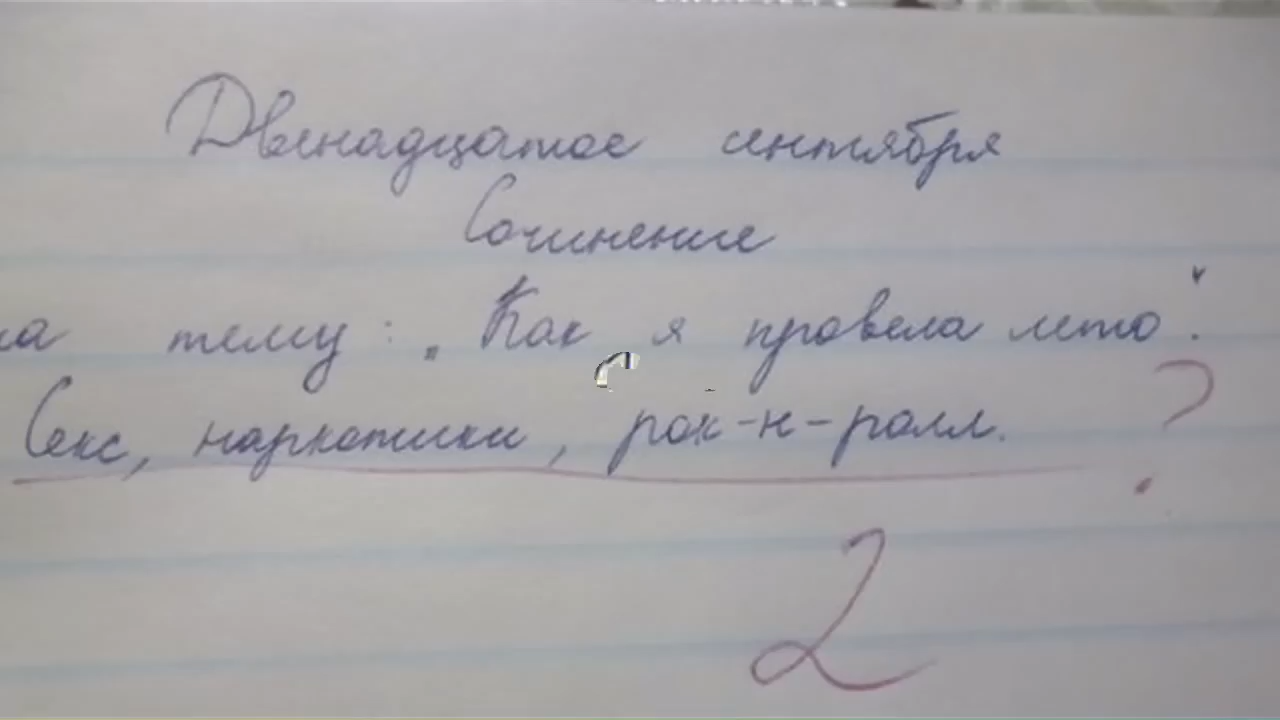 Двенадцатое сентября
Сочинение
на тему: „Как я провела лето".
Секс, наркотики, рок-н-ролл. ?
2